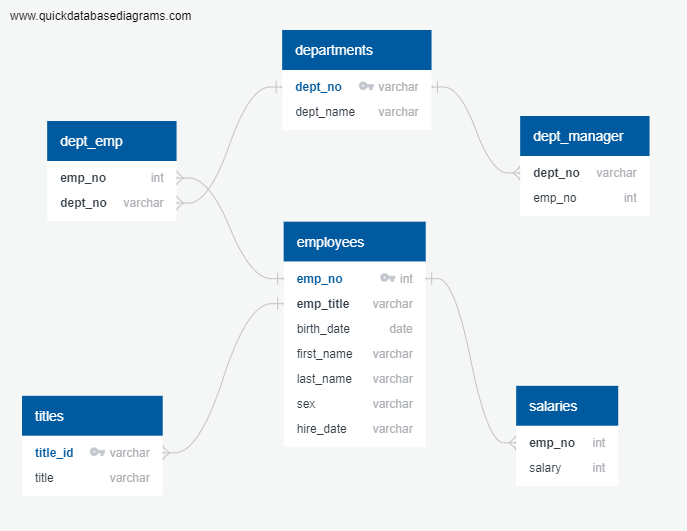 www.quickdatabasediagrams.com
departments
dept_no varchar
dept_name varchar
dept_emp
emp_no int
dept_no varchar
dept_manager
dept_no varchar
emp_no int
employees
emp_no int
emp_title varchar
birth_date date
first_name varchar
last_name varchar
sex varchar
hire_date varchar
titles
title_id varchar
title varchar
salaries
emp_no int
salary int